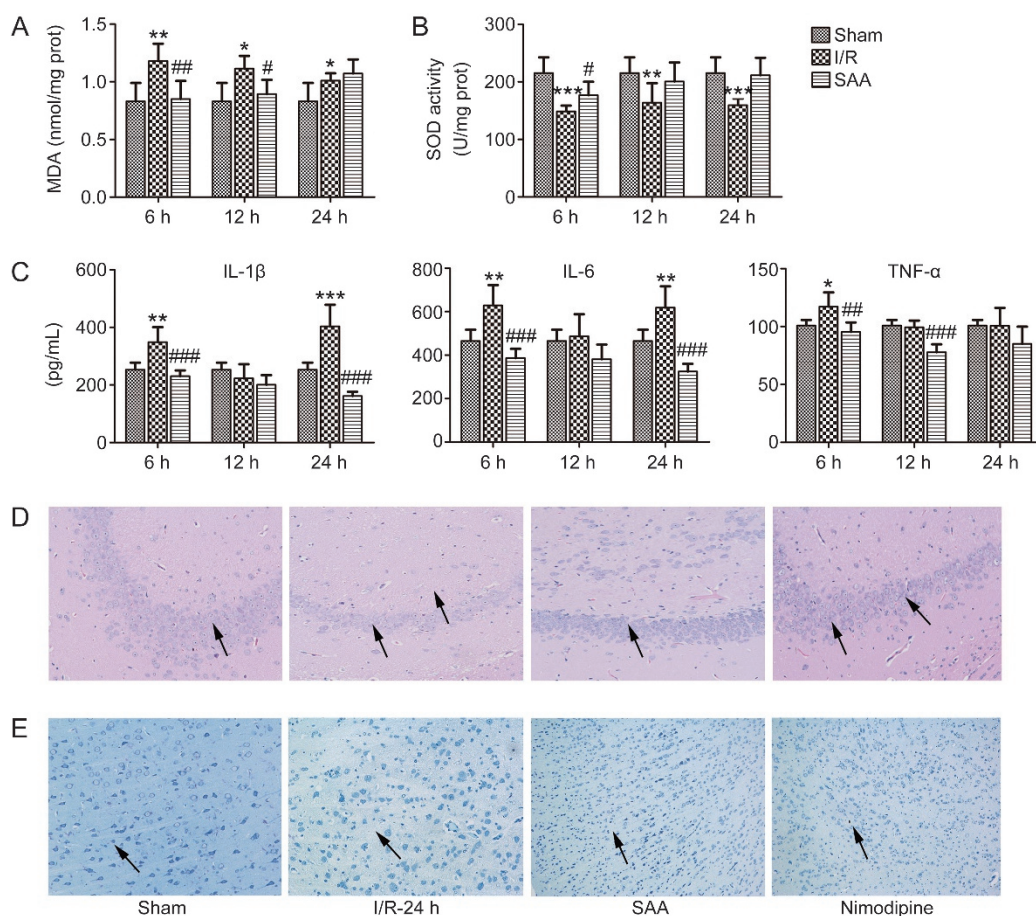 A
MDA (nmol/mg prot)
1.5
1.0
0.5
0.0
**
##
*
#
*
6 h
12 h
24 h
B
SOD activity
(U/mg prot)
300
200
100
0
***
#
**
***
6 h
12 h
24 h
Sham
I/R
SAA
C
(pg/mL)
IL-1β
600
400
200
0
**
###
***
###
6 h
12 h
24 h
IL-6
800
600
400
200
0
**
###
**
###
6 h
12 h
24 h
TNF-α
150
100
50
0
*
##
###
6 h
12 h
24 h
D
E
Sham
I/R-24 h
SAA
Nimodipine